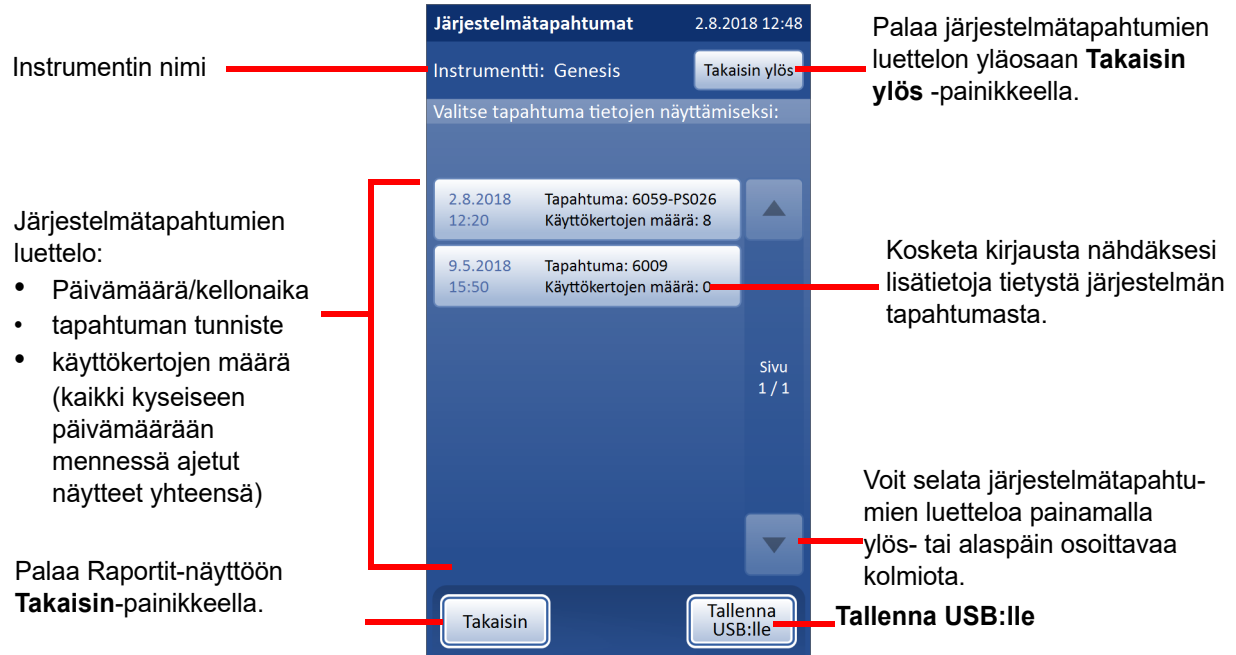 Järjestelmätapahtumat 2.8.2018 12:48
Instrumentti: Genesis
Takaisin ylös
Valitse tapahtuma tietojen näyttämiseksi:
2.8.2018 Tapahtuma: 6059-PS026
12:20 Käyttökertojen määrä: 8
9.5.2018 Tapahtuma: 6009
15:50 Käyttökertojen määrä: 0
Sivu
1 / 1
Takaisin
Tallenna
USB:lle
Instrumentin nimi
Järjestelmätapahtumien
luettelo:
• Päivämäärä/kellonaika
• tapahtuman tunniste
• käyttökertojen määrä
(kaikki kyseiseen
päivämäärään
mennessä ajetut
näytteet yhteensä)
Palaa Raportit-näyttöön
Takaisin-painikkeella.
Palaa järjestelmätapahtumien
luettelon yläosaan Takaisin
ylös -painikkeella.
Kosketa kirjausta nähdäksesi
lisätietoja tietystä järjestelmän
tapahtumasta.
Voit selata järjestelmätapahtu-
mien luetteloa painamalla
ylös- tai alaspäin osoittavaa
kolmiota.
Tallenna USB:lle